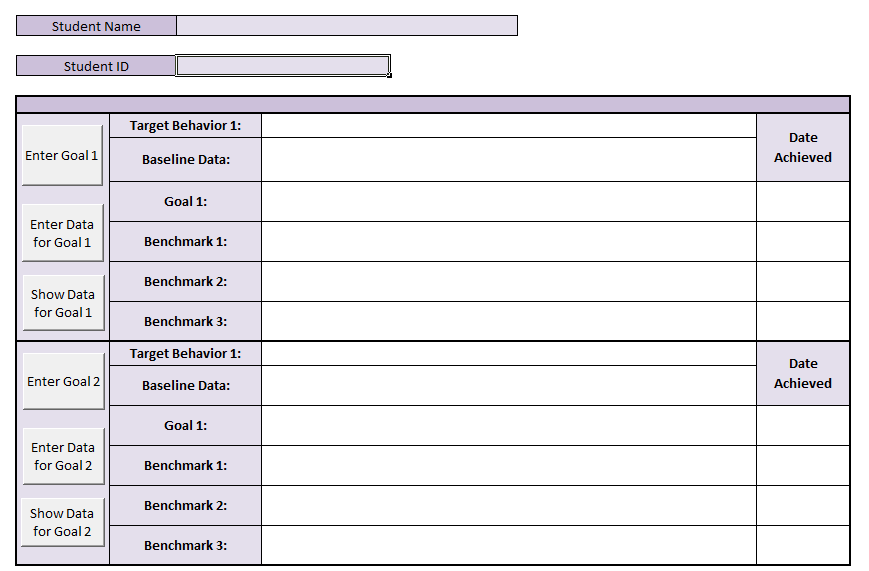 Student Name
Student ID
Target Behavior 1:
Date
Achieved
Enter Goal 1
Baseline Data:
Goal 1:
Enter Data
for Goal 1
Benchmark 1:
Benchmark 2:
Show Data
for Goal 1
Benchmark 3:
Target Behavior 1:
Date
Achieved
Enter Goal 2
Baseline Data:
Goal 1:
Enter Data
for Goal 2
Benchmark 1:
Benchmark 2:
Show Data
for Goal 2
Benchmark 3: